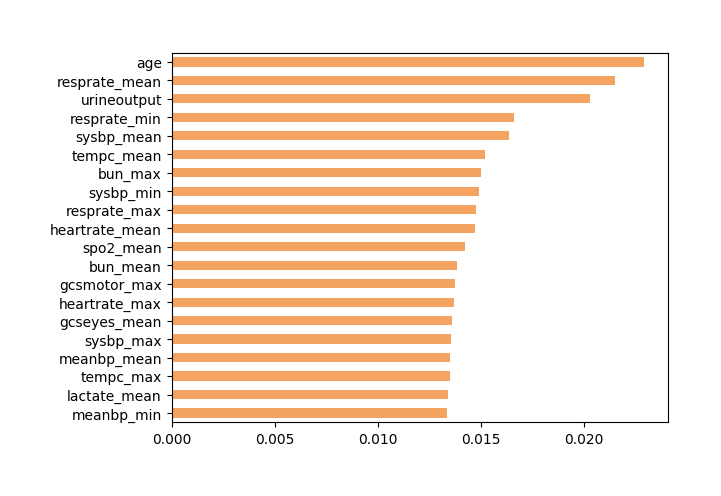 age
resprate_mean
urineoutput
resprate_min
sysbp_mean
tempc_mean
bun_max
sysbp_min
resprate_max
heartrate_mean
spo2_mean
bun_mean
gcsmotor_max
heartrate_max
gcseyes_mean
sysbp_max
meanbp_mean
tempc_max
lactate_mean
meanbp_min
0.000 0.005 0.010 0.015 0.020